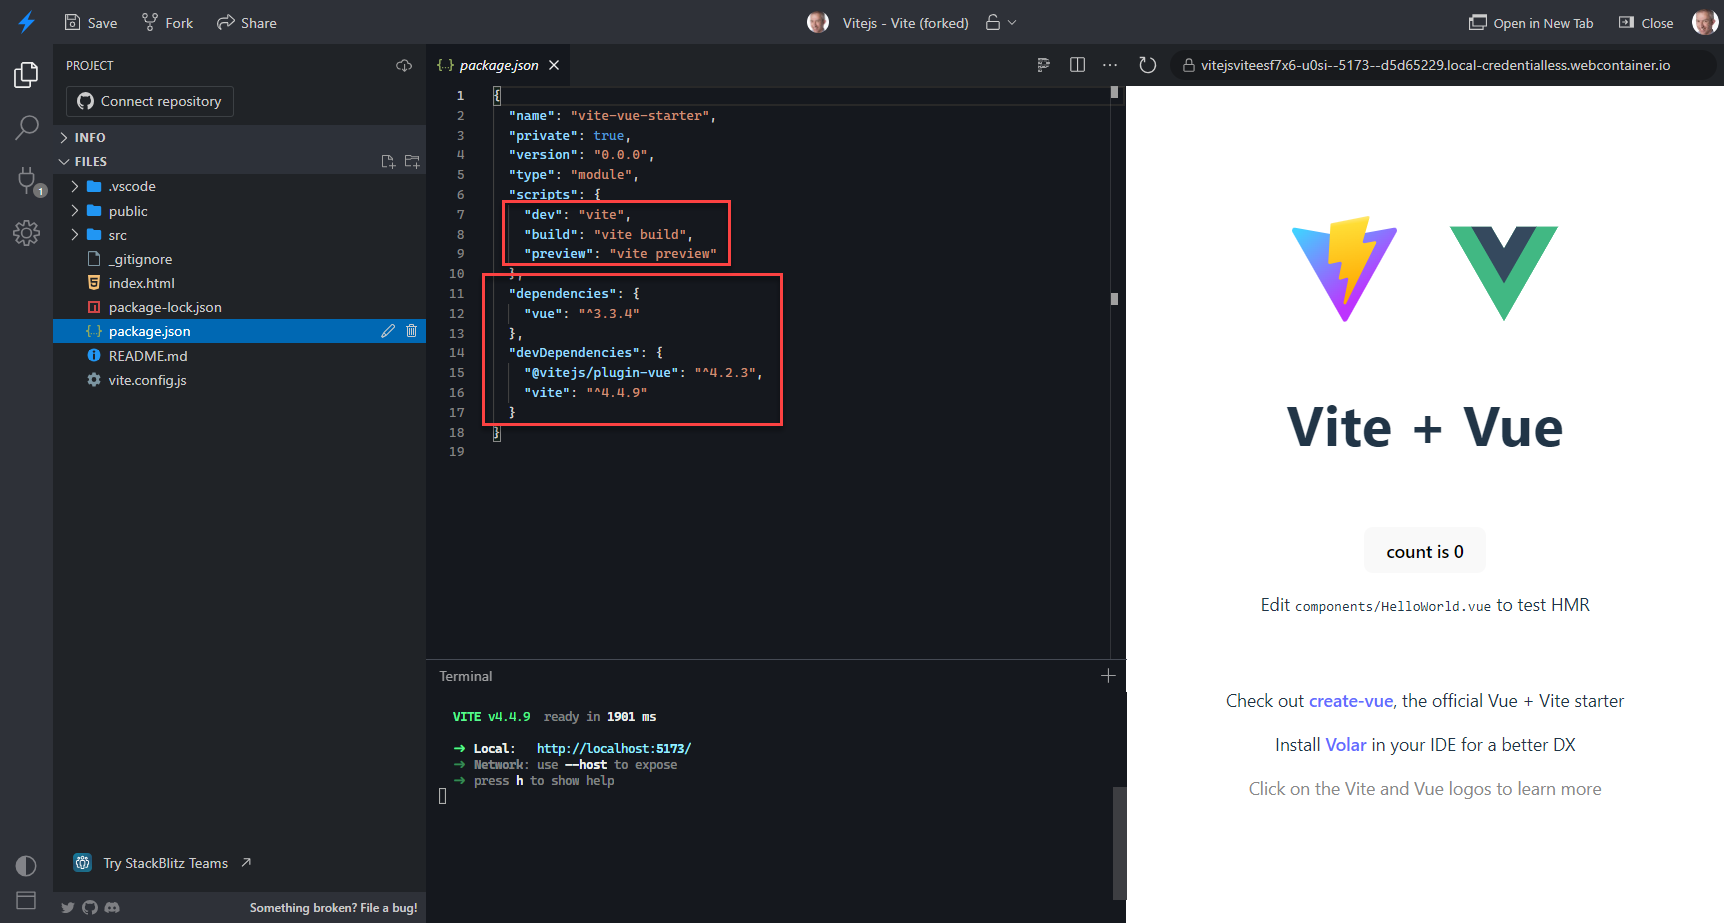 Save Fork Share Vitejs - Vite (forked) Open in New Tab Close
PROJECT
Connect repository
INFO
FILES
.vscode
public
src
_gitignore
index.html
package-lock.json
package.json
README.md
vite.config.js
1
Try StackBlitz Teams
Something broken? File a bug!
{..} package.json
1 {
2 "name": "vite-vue-starter",
3 "private": true,
4 "version": "0.0.0",
5 "type": "module",
6 "scripts": {
7 "dev": "vite",
8 "build": "vite build",
9 "preview": "vite preview"
10 },
11 "dependencies": {
12 "vue": "^3.3.4"
13 },
14 "devDependencies": {
15 "@vitejs/plugin-vue": "^4.2.3",
16 "vite": "^4.4.9"
17 }
18 }
19
Terminal
VITE v4.4.9 ready in 1901 ms
➜ Local: http://localhost:5173/
➜ Network: use --host to expose
➜ press h to show help
vitejsviteesf7x6-u0si--5173--d5d65229.local-credentialless.webcontainer.io
Vite + Vue
count is 0
Edit components/HelloWorld.vue to test HMR
Check out create-vue, the official Vue + Vite starter
Install Volar in your IDE for a better DX
Click on the Vite and Vue logos to learn more